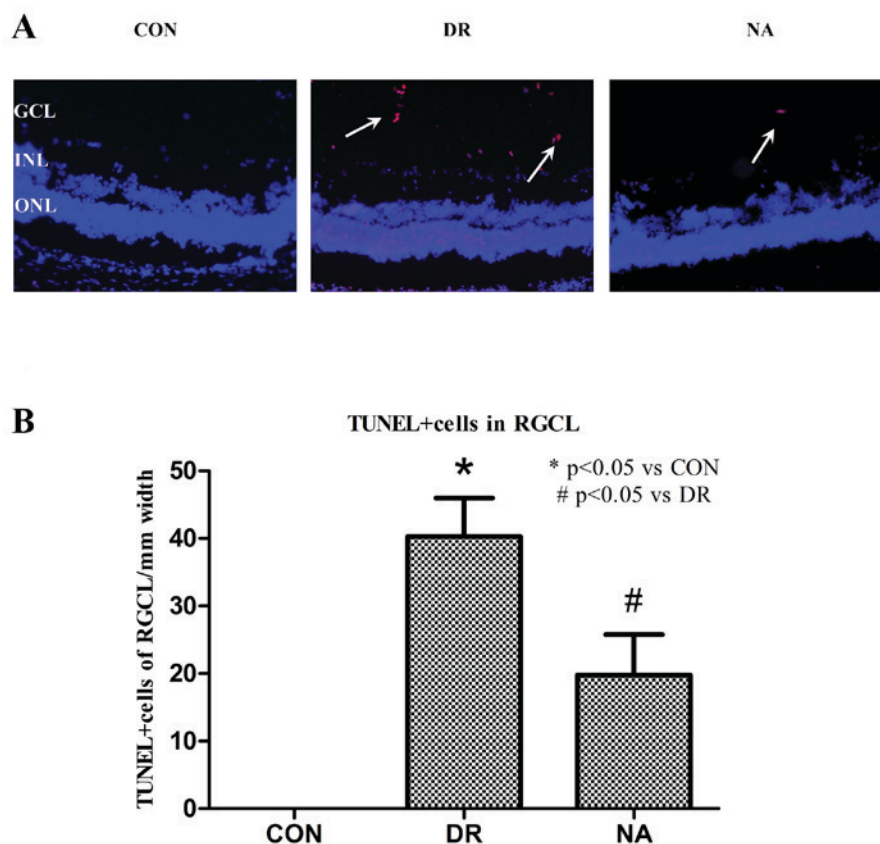 A
CON DR NA
GCL
INL
ONL
B
TUNEL+cells in RGCL
* p<0.05 vs CON
# p<0.05 vs DR
TUNEL+cells of RGCL/mm width
50
40
30
20
10
0
*
#
CON DR NA